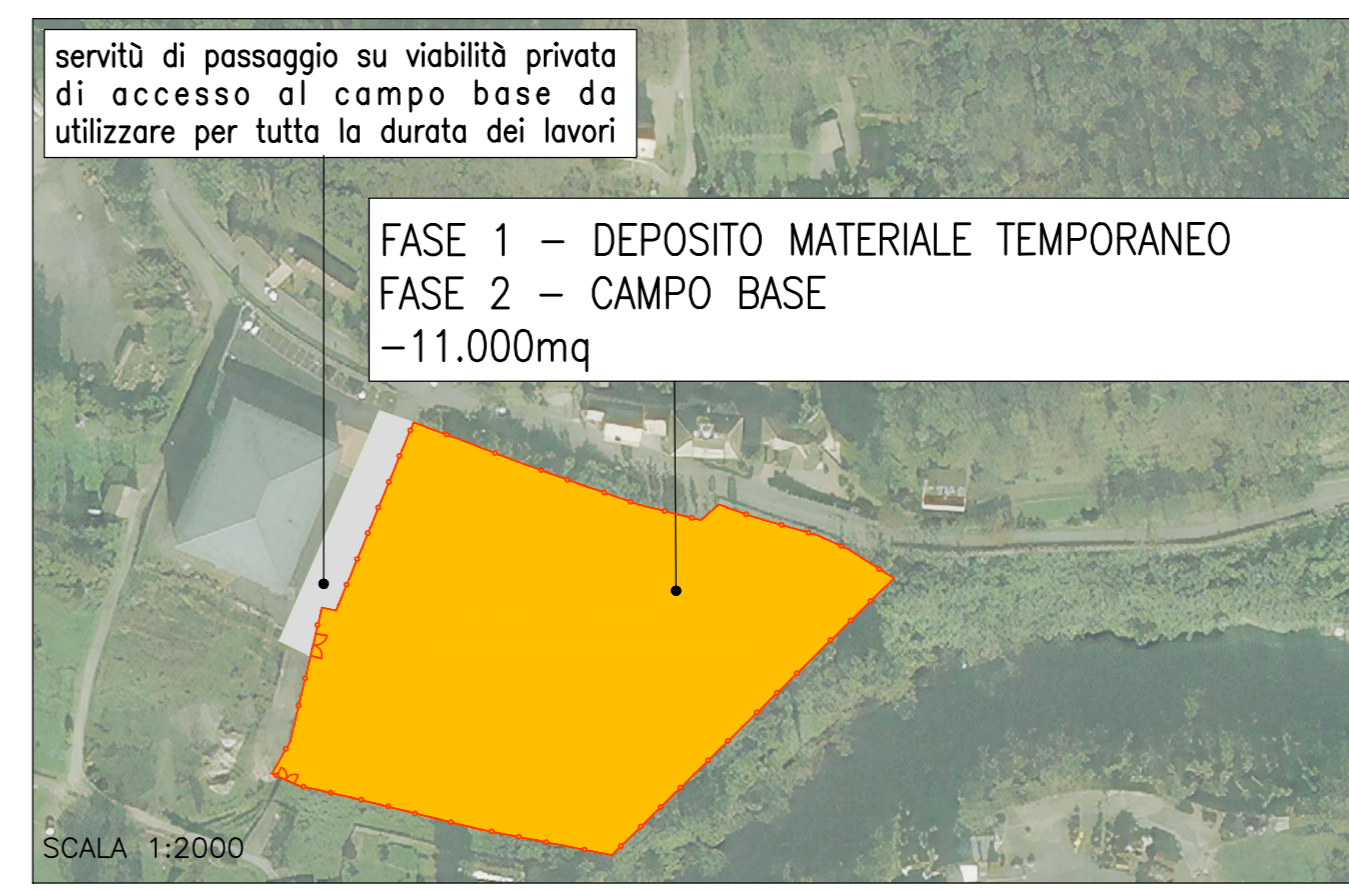 servitù di passaggio su viabilità privata
di accesso al campo base da
utilizzare per tutta la durata dei lavori
FASE 1 – DEPOSITO MATERIALE TEMPORANEO
FASE 2 – CAMPO BASE
–11.000mq
SCALA 1:2000